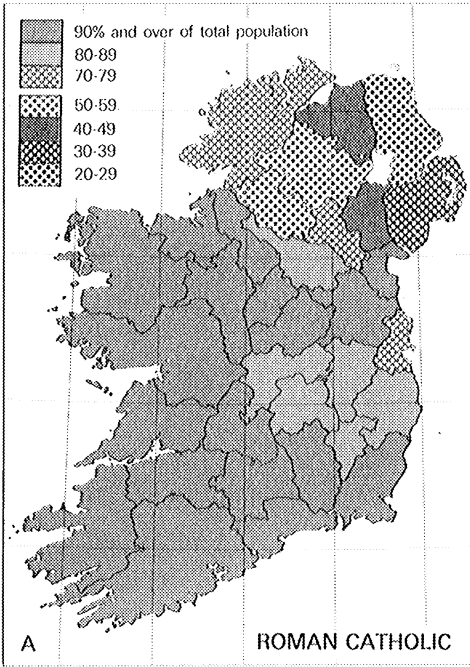 90% and over of total population
80-89
70-79
50-59
40-49
30-39
20-29
A
ROMAN CATHOLIC